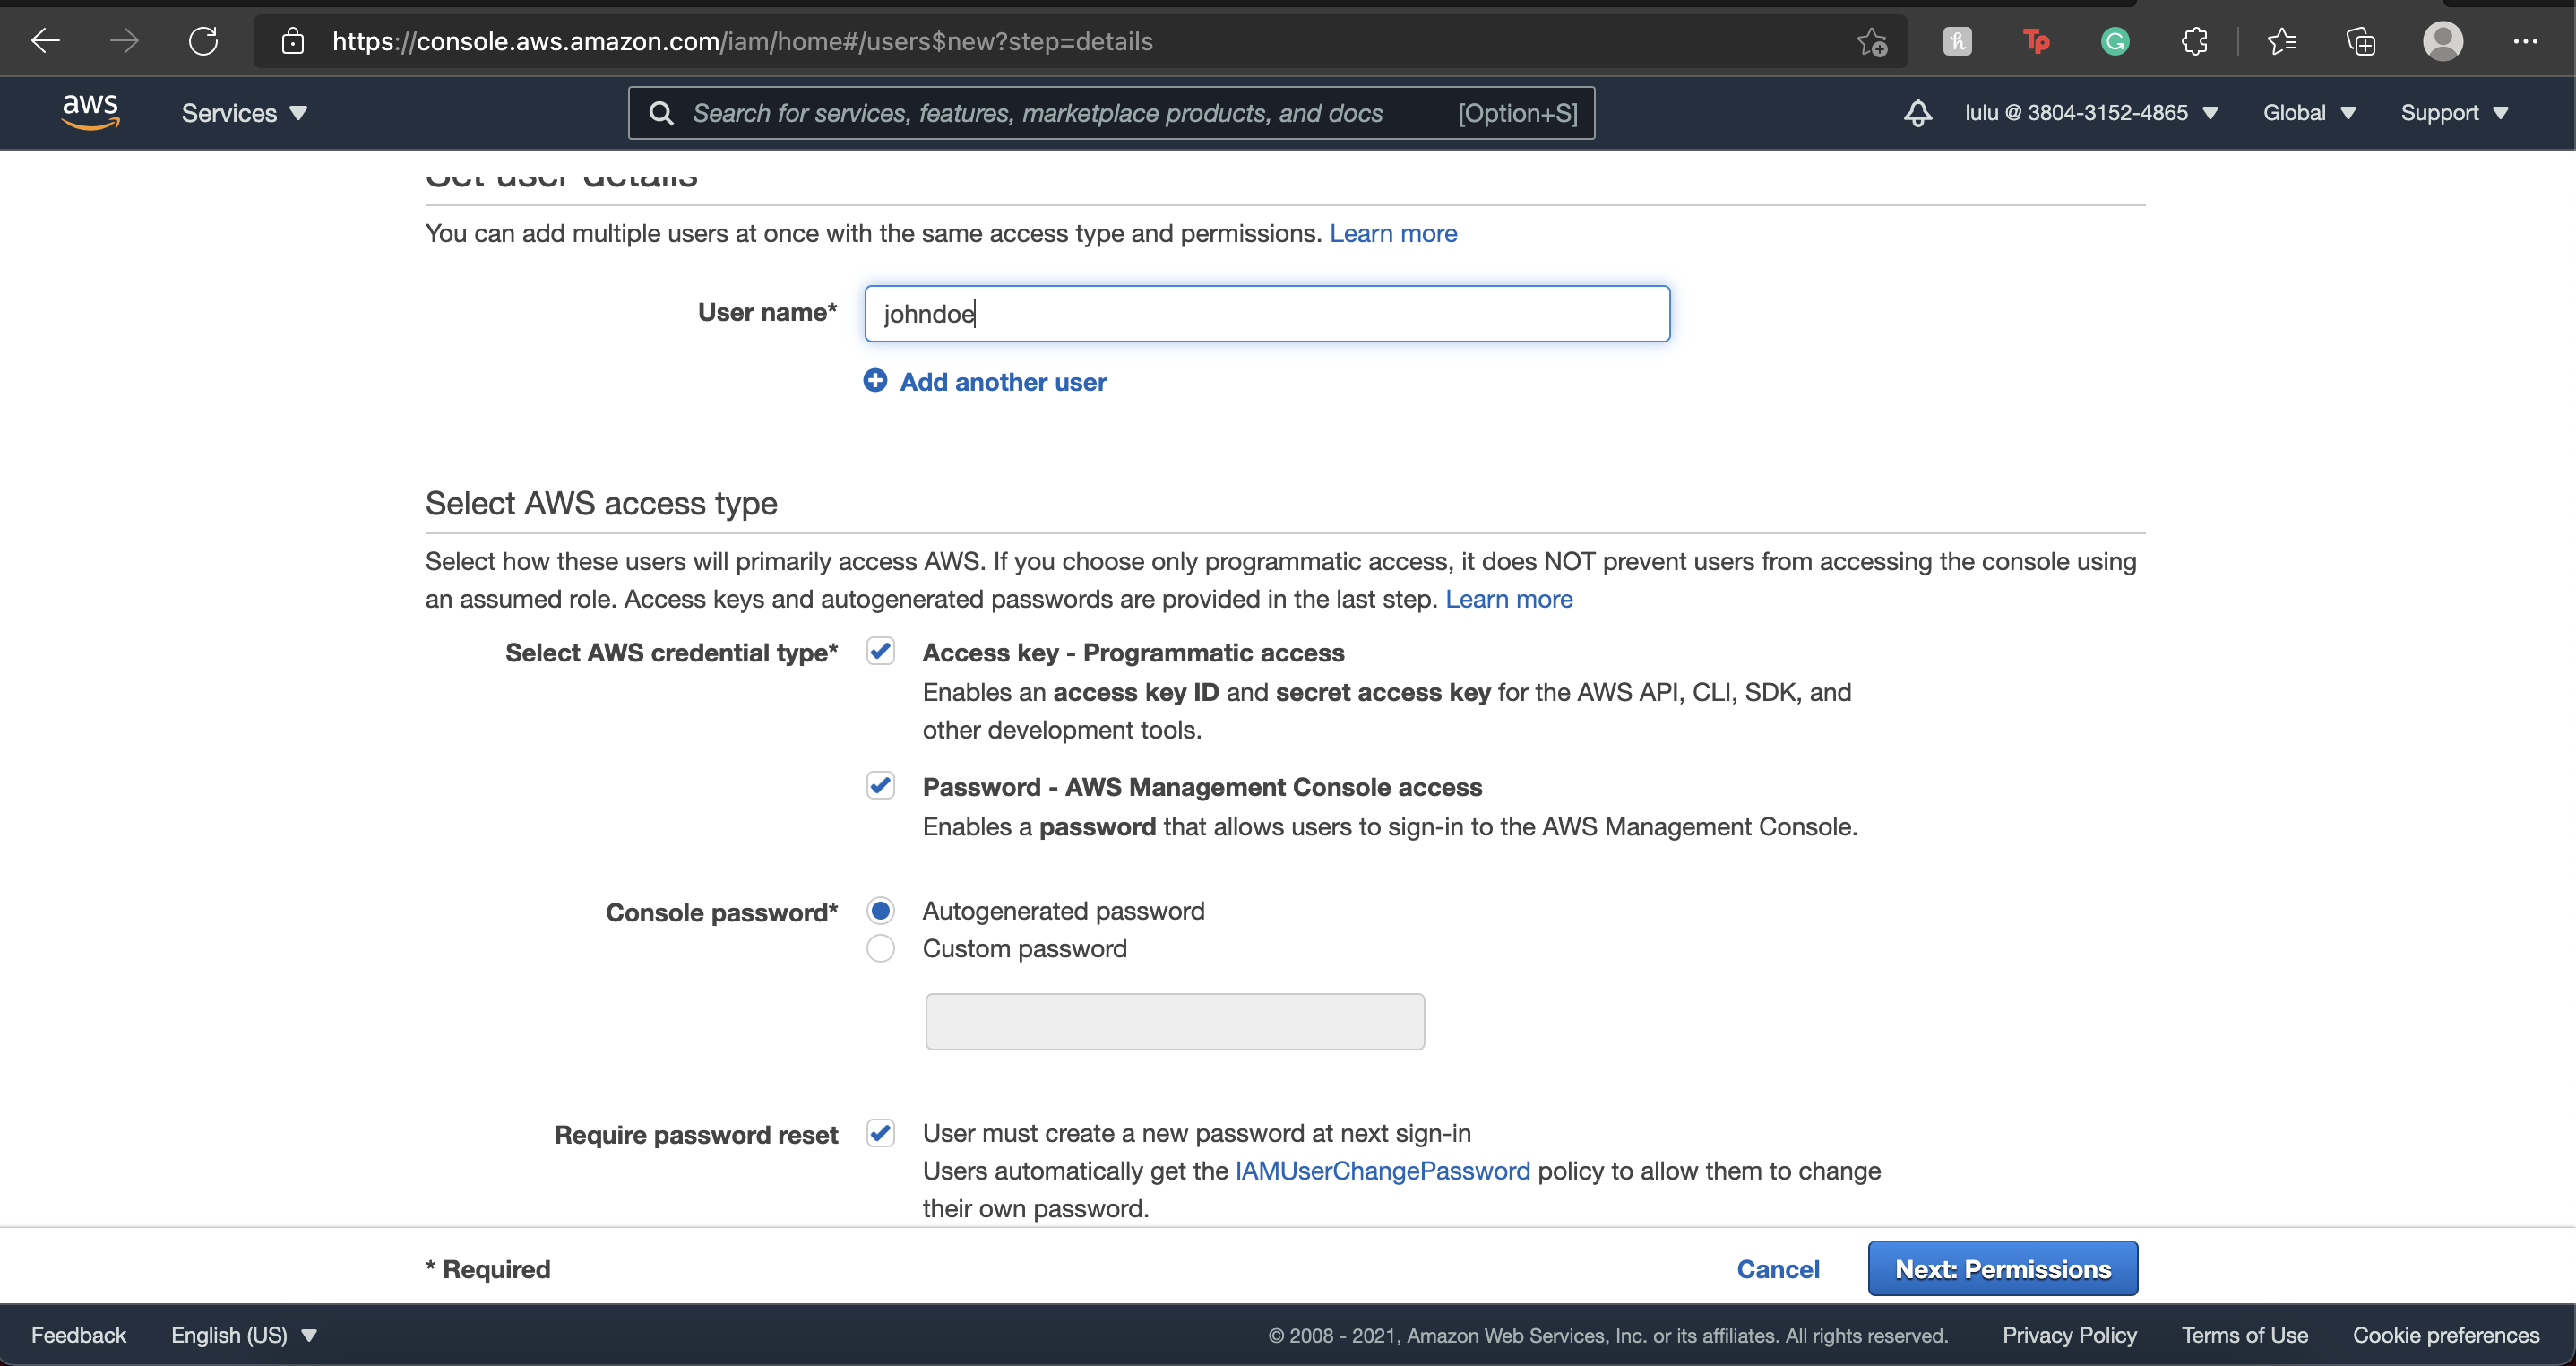 https://console.aws.amazon.com/iam/home#/users$new?step=details
aws Services Search for services, features, marketplace products, and docs [Option+S] lulu @ 3804-3152-4865 Global Support
Set user details
You can add multiple users at once with the same access type and permissions. Learn more
User name* johndoe
Add another user
Select AWS access type
Select how these users will primarily access AWS. If you choose only programmatic access, it does NOT prevent users from accessing the console using
an assumed role. Access keys and autogenerated passwords are provided in the last step. Learn more
Select AWS credential type* Access key - Programmatic access
Enables an access key ID and secret access key for the AWS API, CLI, SDK, and
other development tools.
Password - AWS Management Console access
Enables a password that allows users to sign-in to the AWS Management Console.
Console password* Autogenerated password
Custom password
Require password reset User must create a new password at next sign-in
Users automatically get the IAMUserChangePassword policy to allow them to change
their own password.
* Required Cancel Next: Permissions
Feedback English (US) © 2008 - 2021, Amazon Web Services, Inc. or its affiliates. All rights reserved. Privacy Policy Terms of Use Cookie preferences